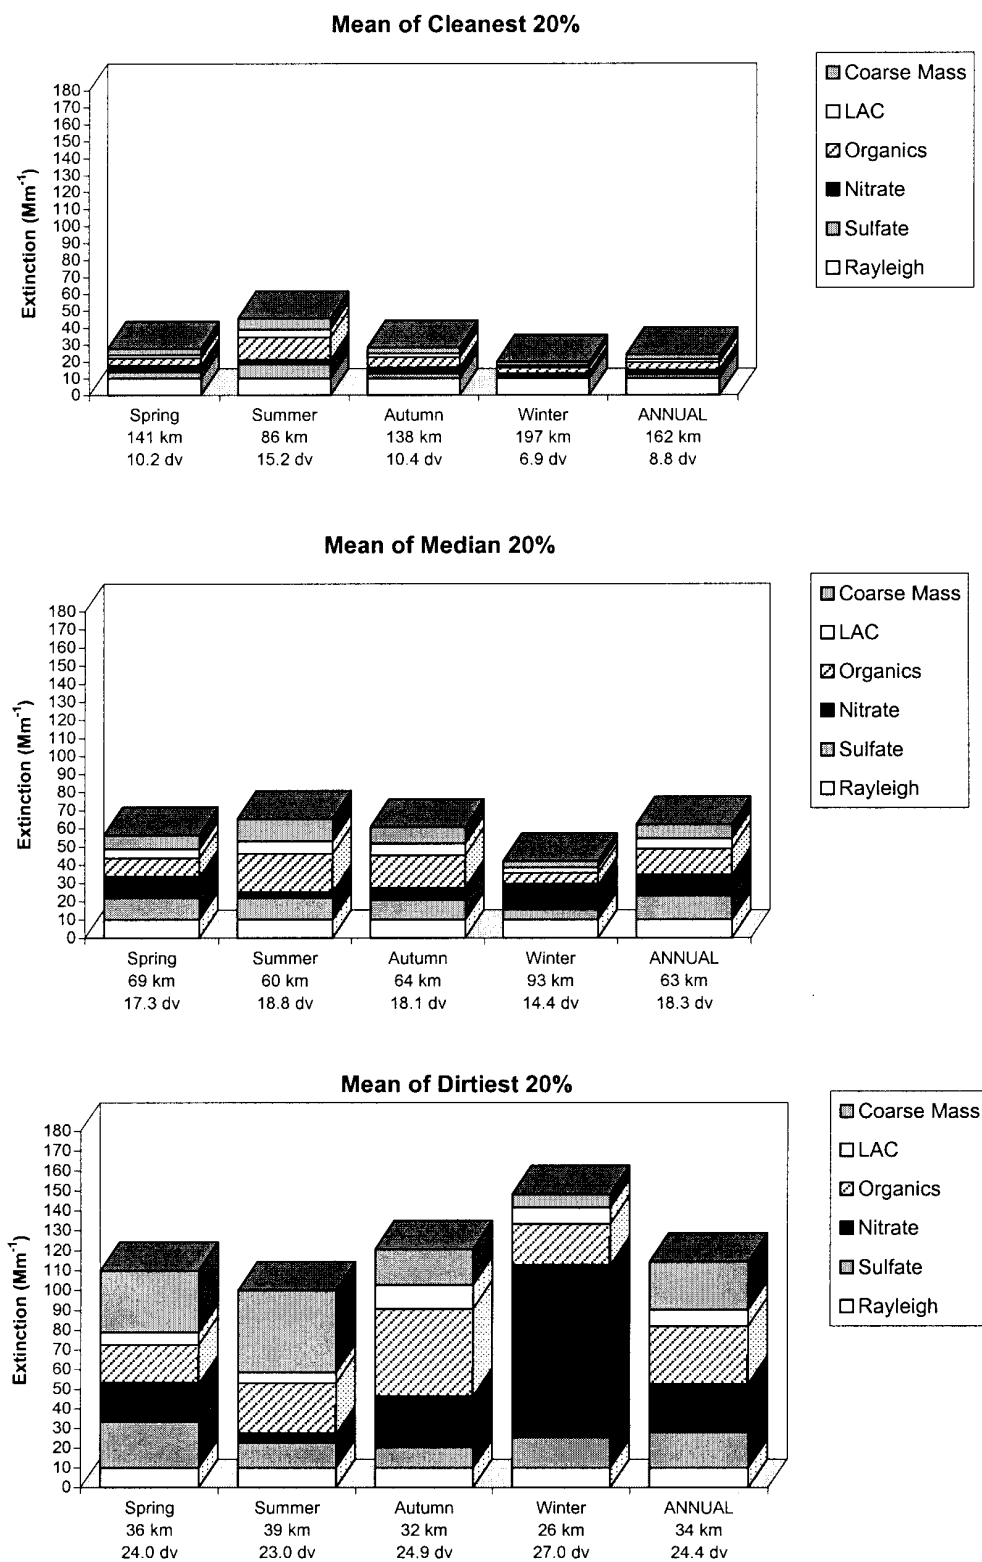 Mean of Cleanest 20%
Extinction (Mm-1)
180
170
160
150
140
130
120
110
100
90
80
70
60
50
40
30
20
10
0
Spring Summer Autumn Winter ANNUAL
141 km 86 km 138 km 197 km 162 km
10.2 dv 15.2 dv 10.4 dv 6.9 dv 8.8 dv
Coarse Mass
LAC
Organics
Nitrate
Sulfate
Rayleigh
Mean of Median 20%
Extinction (Mm-1)
180
170
160
150
140
130
120
110
100
90
80
70
60
50
40
30
20
10
0
Spring Summer Autumn Winter ANNUAL
69 km 60 km 64 km 93 km 63 km
17.3 dv 18.8 dv 18.1 dv 14.4 dv 18.3 dv
Coarse Mass
LAC
Organics
Nitrate
Sulfate
Rayleigh
Mean of Dirtiest 20%
Extinction (Mm-1)
180
170
160
150
140
130
120
110
100
90
80
70
60
50
40
30
20
10
0
Spring Summer Autumn Winter ANNUAL
36 km 39 km 32 km 26 km 34 km
24.0 dv 23.0 dv 24.9 dv 27.0 dv 24.4 dv
Coarse Mass
LAC
Organics
Nitrate
Sulfate
Rayleigh